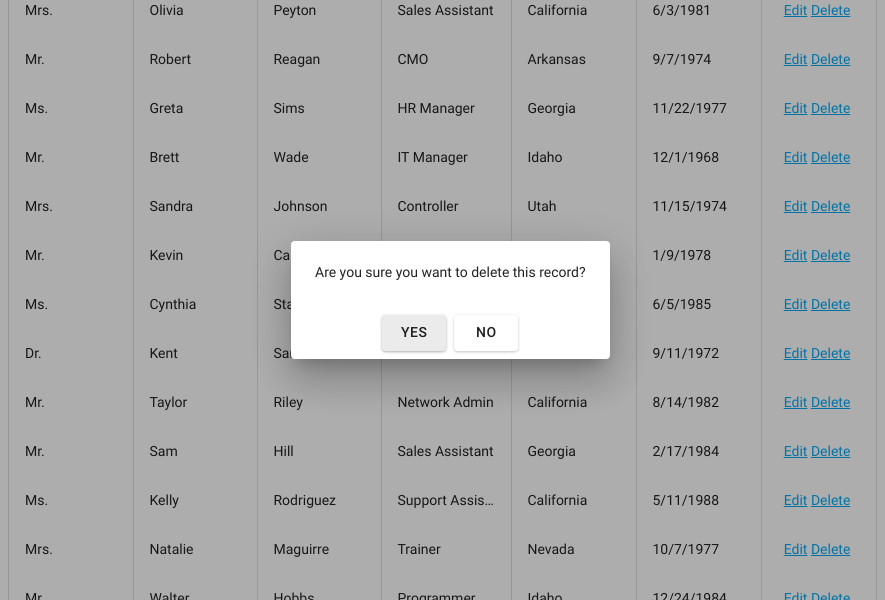 Mrs. Olivia Peyton Sales Assistant California 6/3/1981 Edit Delete
Mr. Robert Reagan CMO Arkansas 9/7/1974 Edit Delete
Ms. Greta Sims HR Manager Georgia 11/22/1977 Edit Delete
Mr. Brett Wade IT Manager Idaho 12/1/1968 Edit Delete
Mrs. Sandra Johnson Controller Utah 11/15/1974 Edit Delete
Mr. Kevin Ca 1/9/1978 Edit Delete
Are you sure you want to delete this record?
Ms. Cynthia Sta 6/5/1985 Edit Delete
YES NO
Dr. Kent Sa 9/11/1972 Edit Delete
Mr. Taylor Riley Network Admin California 8/14/1982 Edit Delete
Mr. Sam Hill Sales Assistant Georgia 2/17/1984 Edit Delete
Ms. Kelly Rodriguez Support Assis... California 5/11/1988 Edit Delete
Mrs. Natalie Maguirre Trainer Nevada 10/7/1977 Edit Delete
Mr. Walter Hobbs Programmer Idaho 12/24/1984 Edit Delete